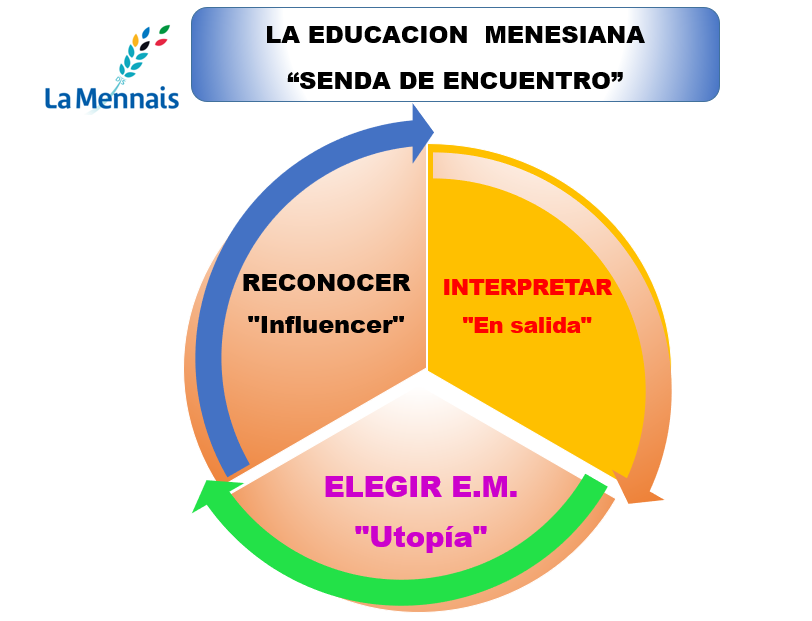 La Mennais
LA EDUCACION MENESIANA
“SENDA DE ENCUENTRO”
RECONOCER
"Influencer"
INTERPRETAR
"En salida"
ELEGIR E.M.
"Utopía"